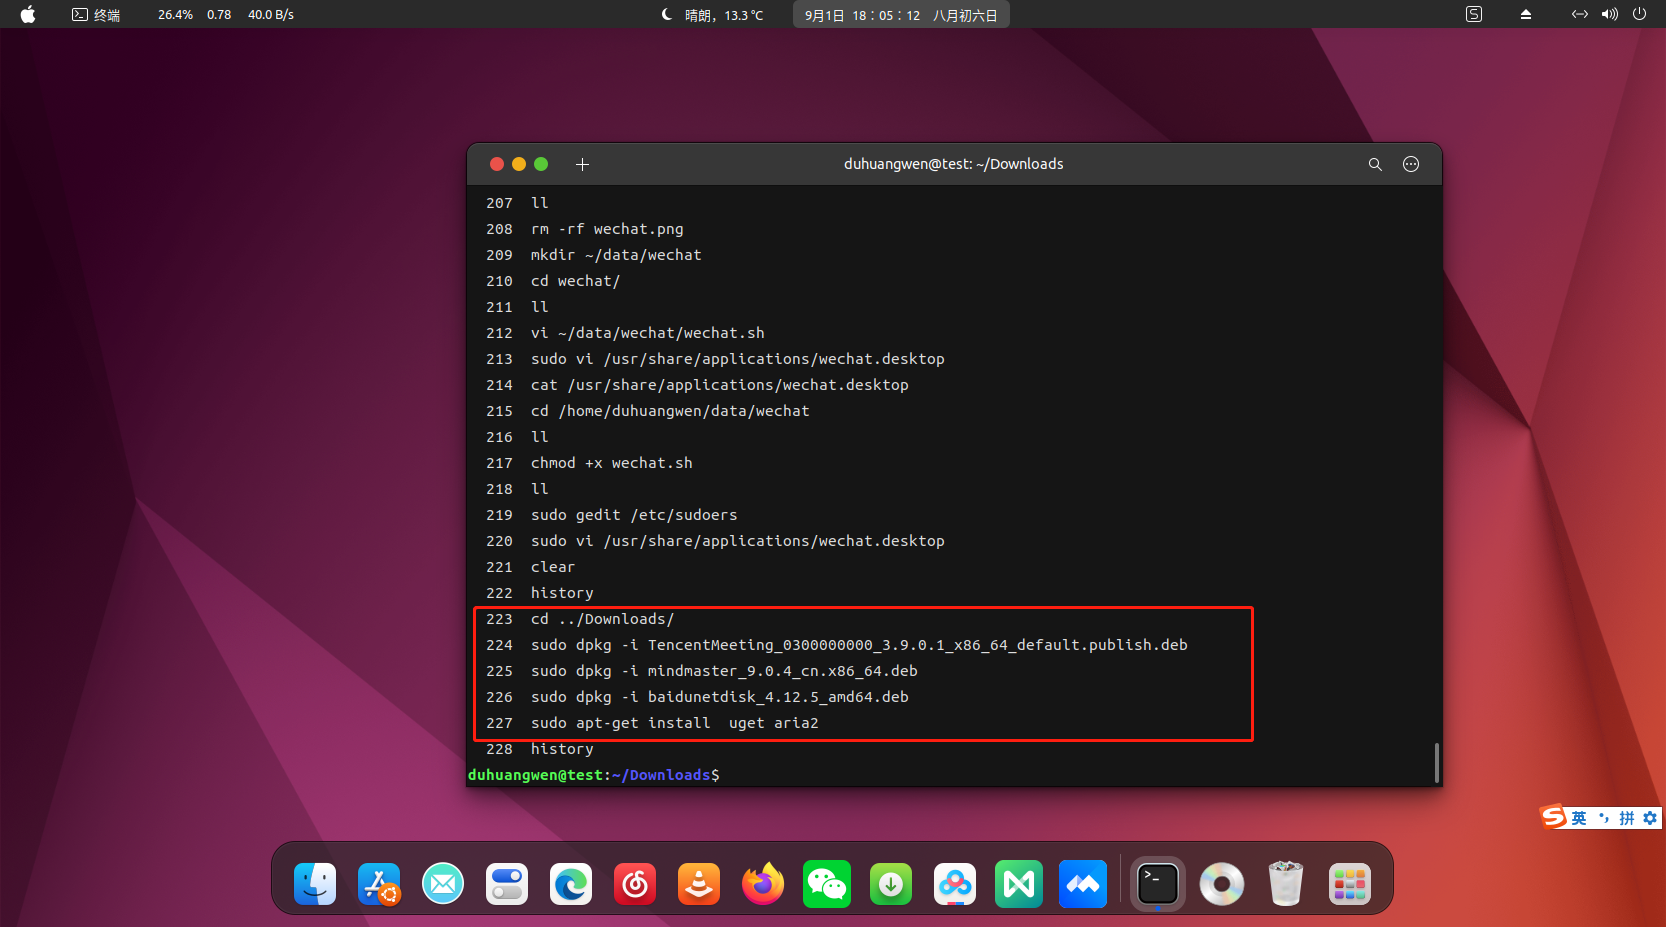 终端 26.4% 0.78 40.0 B/s 晴朗，13.3 ℃ 9月1日 18：05：12 八月初六日 S
duhuangwen@test: ~/Downloads
207 ll
208 rm -rf wechat.png
209 mkdir ~/data/wechat
210 cd wechat/
211 ll
212 vi ~/data/wechat/wechat.sh
213 sudo vi /usr/share/applications/wechat.desktop
214 cat /usr/share/applications/wechat.desktop
215 cd /home/duhuangwen/data/wechat
216 ll
217 chmod +x wechat.sh
218 ll
219 sudo gedit /etc/sudoers
220 sudo vi /usr/share/applications/wechat.desktop
221 clear
222 history
223 cd ../Downloads/
224 sudo dpkg -i TencentMeeting_0300000000_3.9.0.1_x86_64_default.publish.deb
225 sudo dpkg -i mindmaster_9.0.4_cn.x86_64.deb
226 sudo dpkg -i baidunetdisk_4.12.5_amd64.deb
227 sudo apt-get install  uget aria2
228 history
duhuangwen@test:~/Downloads$
S 英 拼